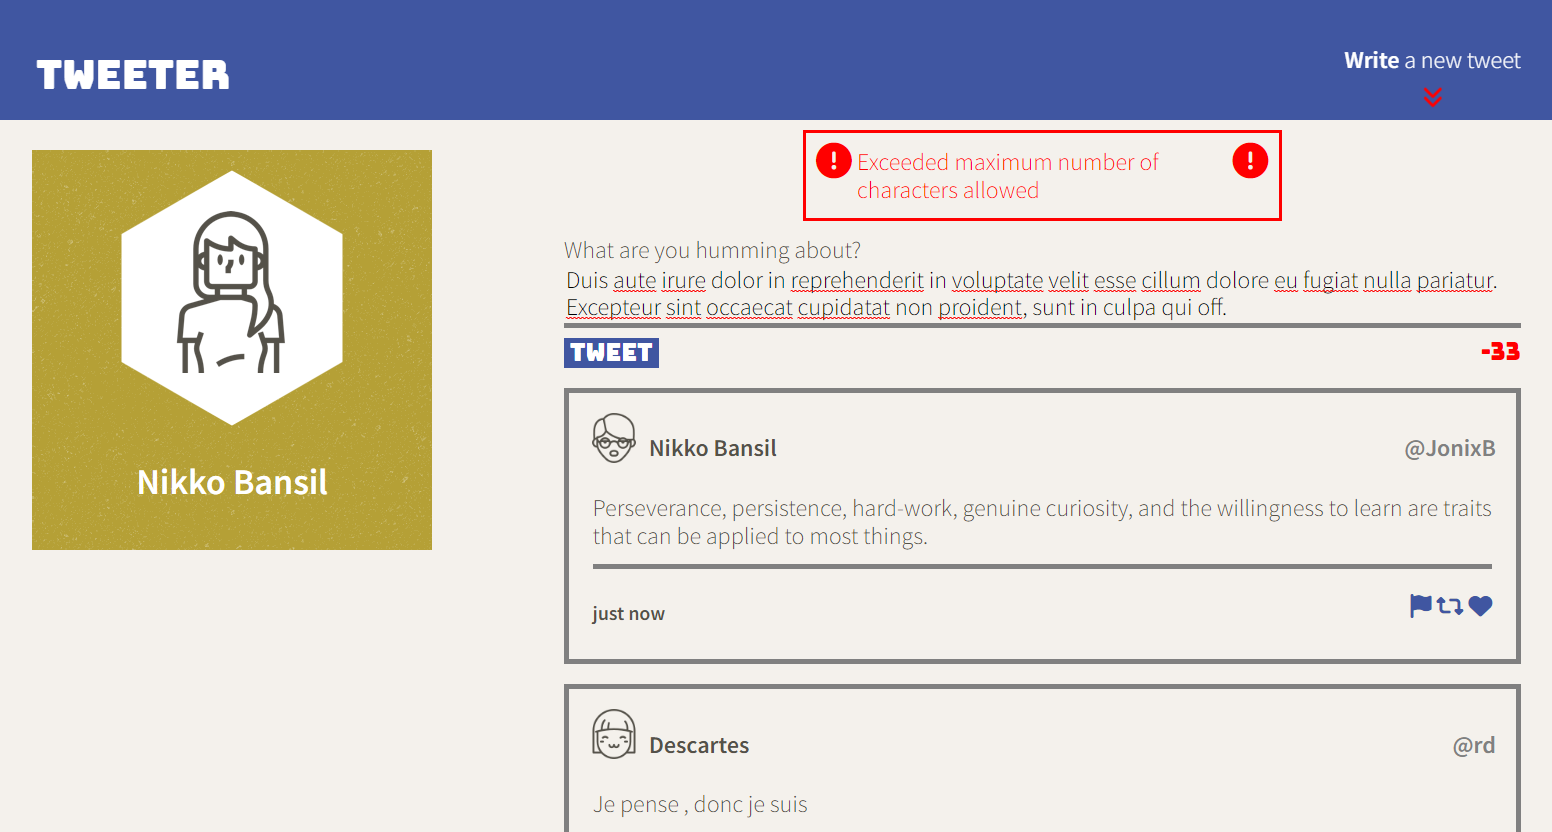 TWEETER
Write a new tweet
Exceeded maximum number of
characters allowed
Nikko Bansil
What are you humming about?
Duis aute irure dolor in reprehenderit in voluptate velit esse cillum dolore eu fugiat nulla pariatur.
Excepteur sint occaecat cupidatat non proident, sunt in culpa qui off.
TWEET
-33
Nikko Bansil
@JonixB
Perseverance, persistence, hard-work, genuine curiosity, and the willingness to learn are traits
that can be applied to most things.
just now
Descartes
@rd
Je pense , donc je suis